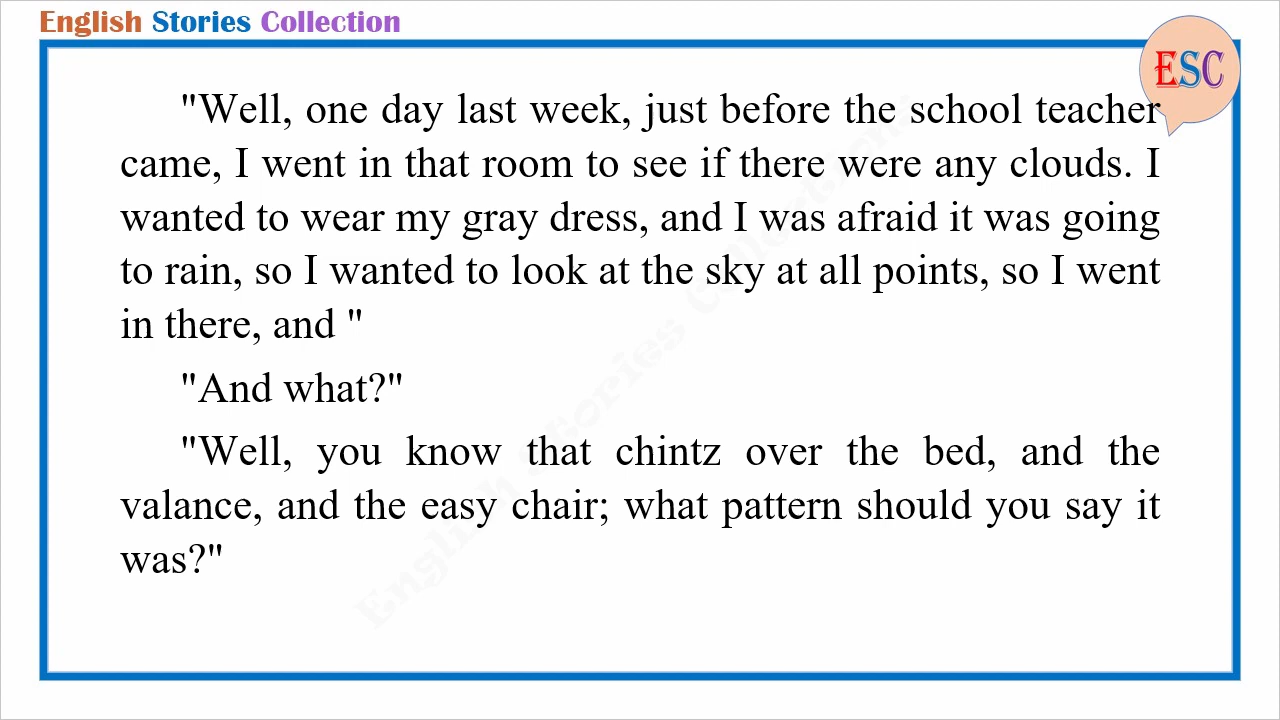 English Stories Collection
ESC
"Well, one day last week, just before the school teacher
came, I went in that room to see if there were any clouds. I
wanted to wear my gray dress, and I was afraid it was going
to rain, so I wanted to look at the sky at all points, so I went
in there, and "
"And what?"
"Well, you know that chintz over the bed, and the
valance, and the easy chair; what pattern should you say it
was?"
English Stories Collections